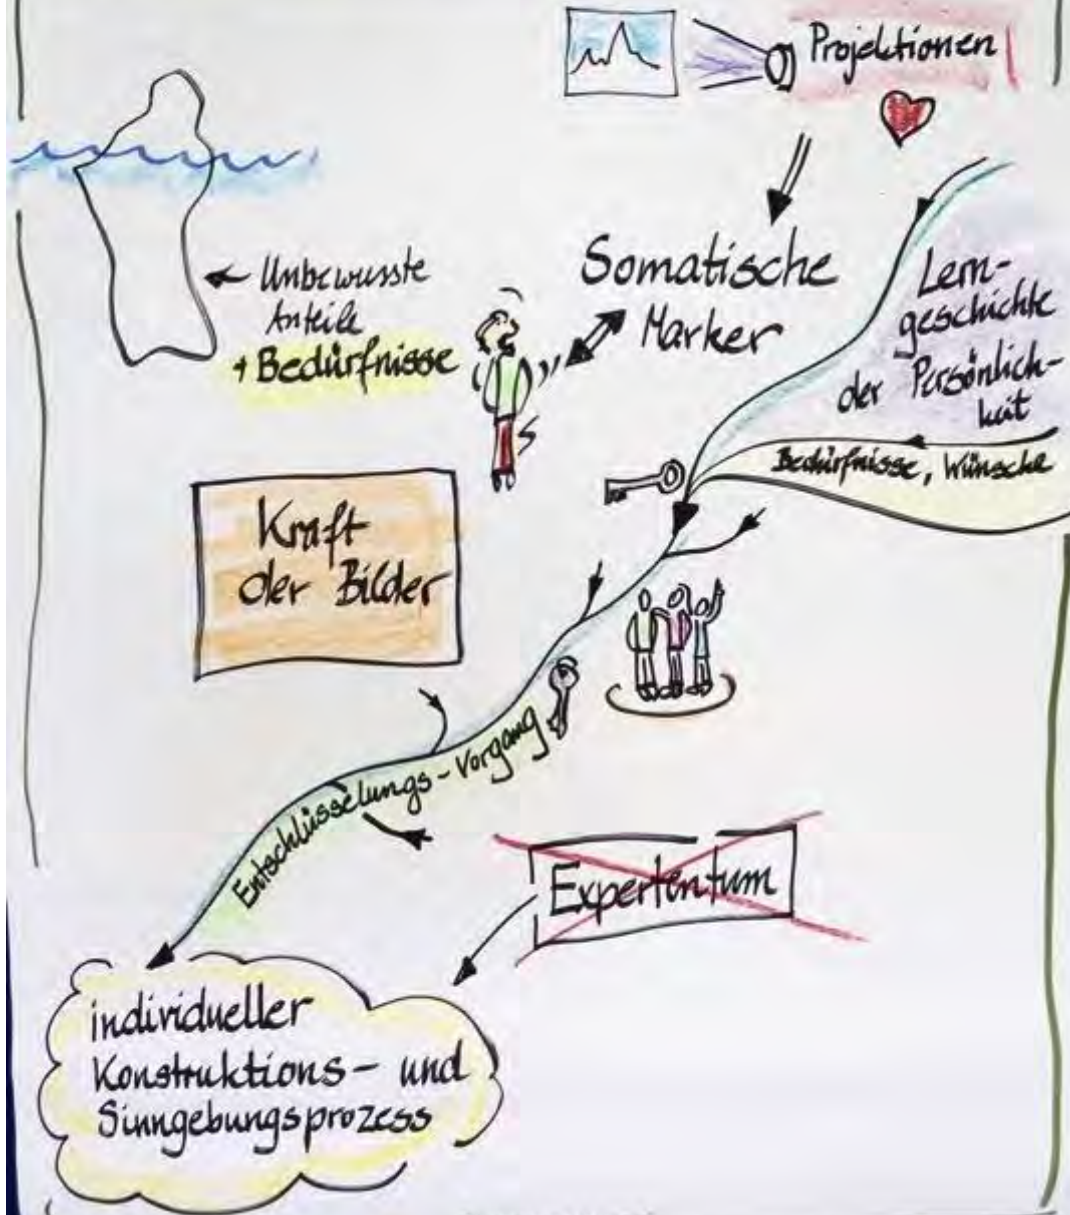 Projektionen
Unbewusste
Anteile
+ Bedürfnisse
Somatische
Marker
Lern-
geschichte
der Persönlich-
keit
Bedürfnisse, Wünsche
Kraft
der Bilder
Entschlüsselungs-Vorgang
Expertentum
individueller
Konstruktions- und
Sinngebungsprozess